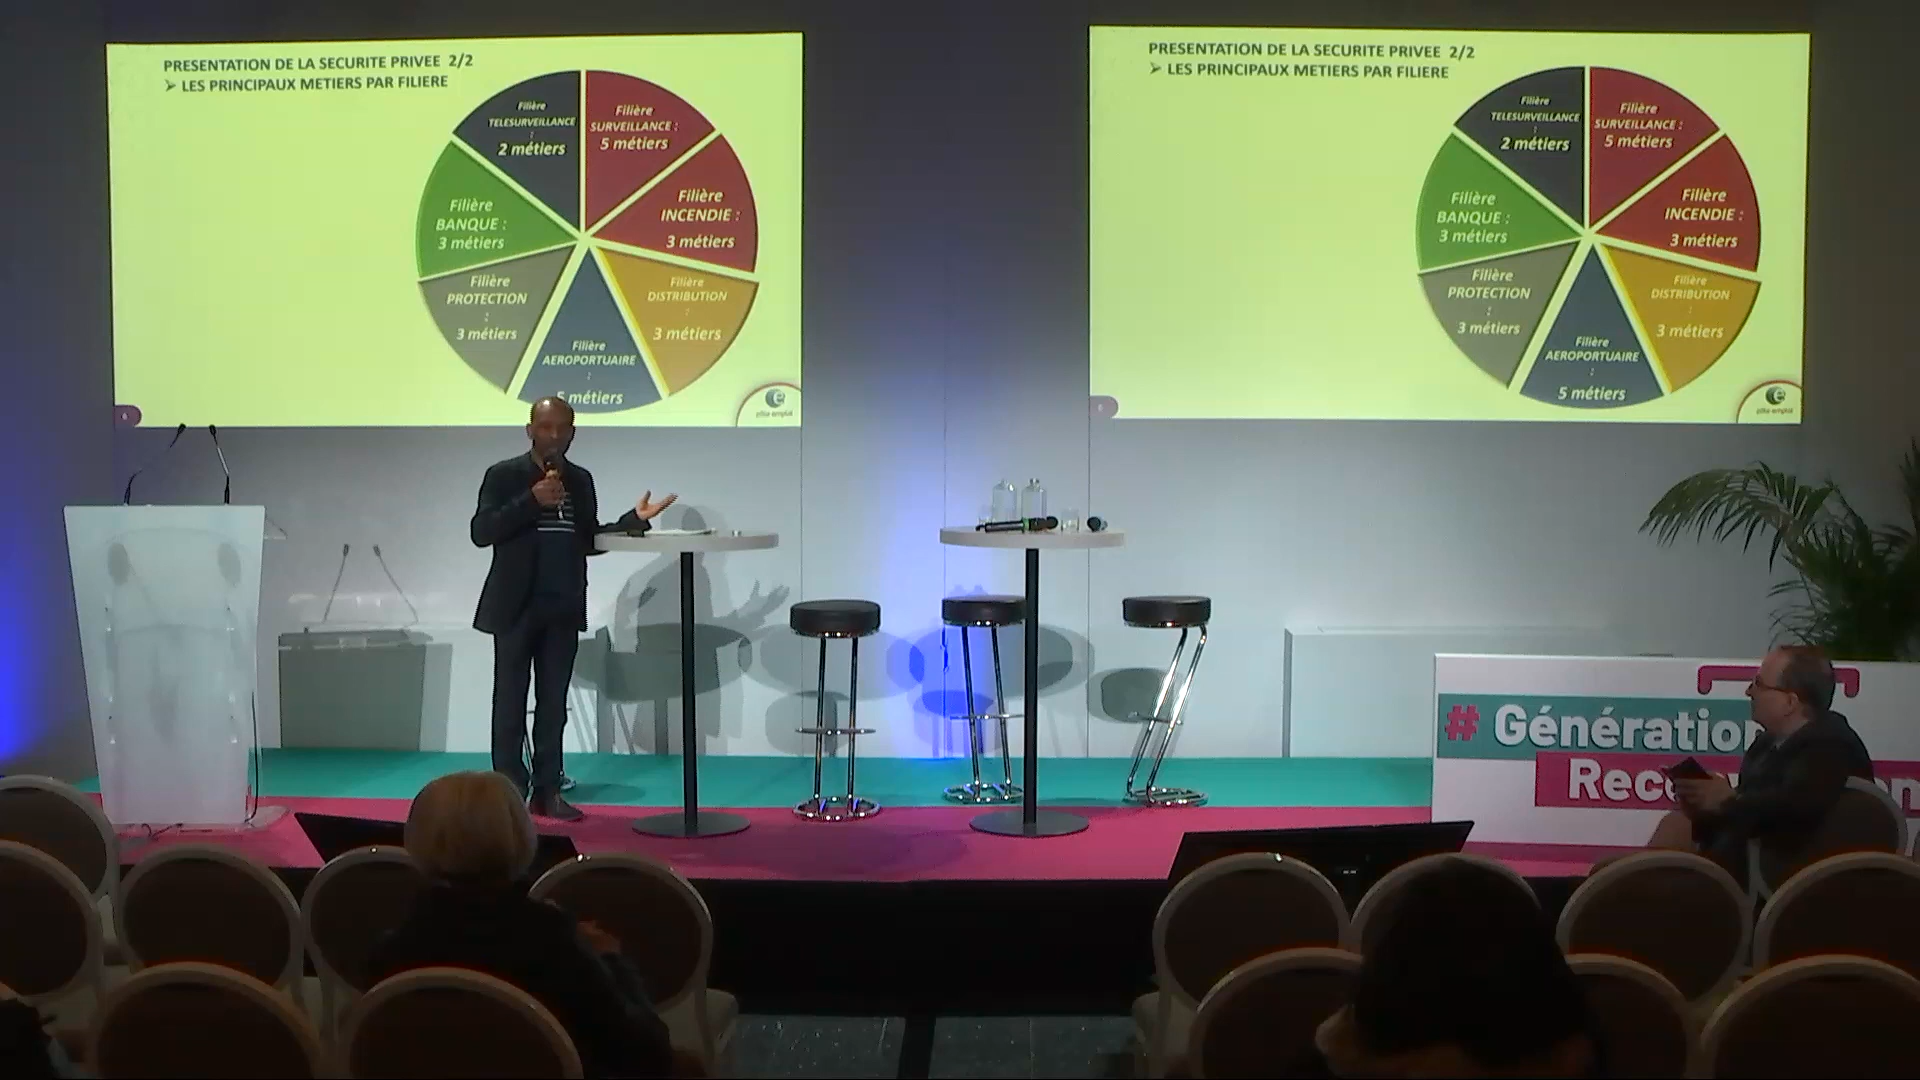 PRESENTATION DE LA SECURITE PRIVEE 2/2
➢ LES PRINCIPAUX METIERS PAR FILIERE
Filière
TELESURVEILLANCE
:
2 métiers
Filière
SURVEILLANCE :
5 métiers
Filière
BANQUE :
3 métiers
Filière
INCENDIE :
3 métiers
Filière
PROTECTION
:
3 métiers
Filière
DISTRIBUTION
:
3 métiers
Filière
AEROPORTUAIRE
:
5 métiers
6
pôle emploi
PRESENTATION DE LA SECURITE PRIVEE 2/2
➢ LES PRINCIPAUX METIERS PAR FILIERE
Filière
TELESURVEILLANCE
:
2 métiers
Filière
SURVEILLANCE :
5 métiers
Filière
BANQUE :
3 métiers
Filière
INCENDIE :
3 métiers
Filière
PROTECTION
:
3 métiers
Filière
DISTRIBUTION
:
3 métiers
Filière
AEROPORTUAIRE
:
5 métiers
pôle emploi
# Génération